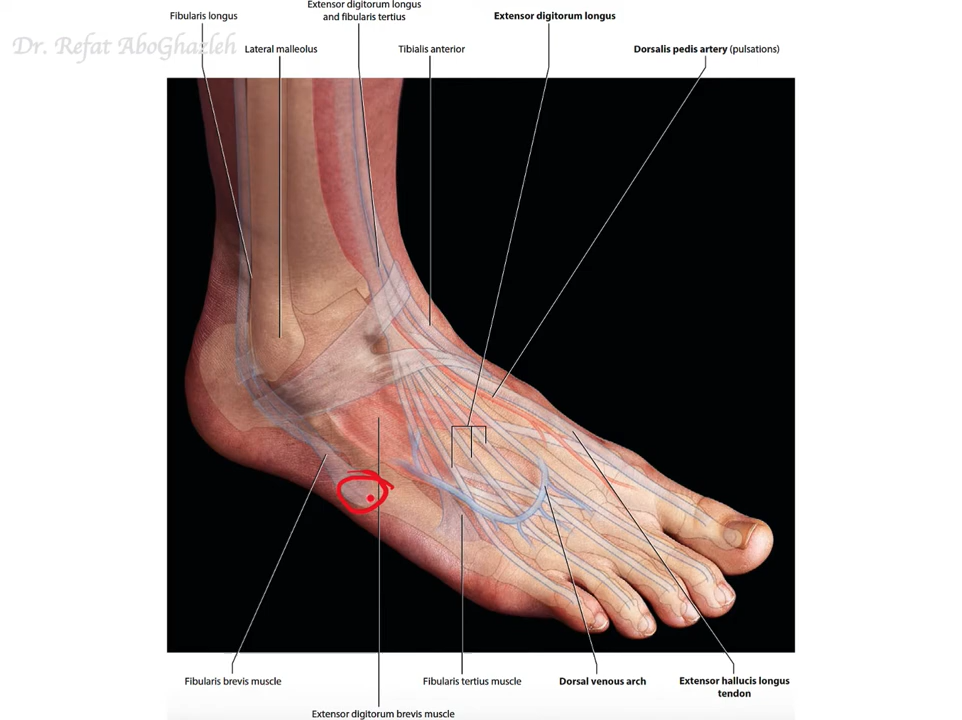 Extensor digitorum longus
and fibularis tertius
Fibularis longus
Extensor digitorum longus
Dr. Refat AboGhazleh
Lateral malleolus
Tibialis anterior
Dorsalis pedis artery (pulsations)
Fibularis brevis muscle
Fibularis tertius muscle
Dorsal venous arch
Extensor hallucis longus
tendon
Extensor digitorum brevis muscle